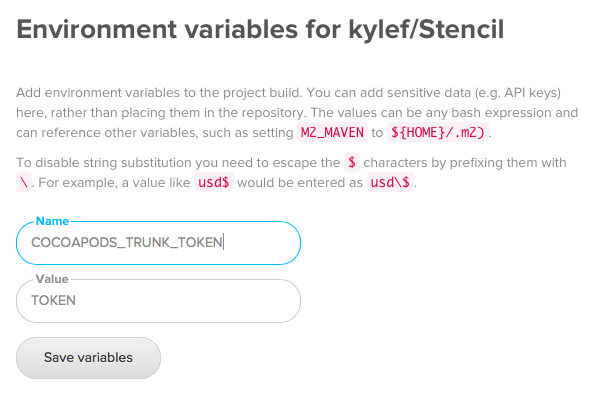 Environment variables for kylef/Stencil
Add environment variables to the project build. You can add sensitive data (e.g. API keys)
here, rather than placing them in the repository. The values can be any bash expression and
can reference other variables, such as setting M2_MAVEN to ${HOME}/.m2) .
To disable string substitution you need to escape the $ characters by prefixing them with
\ . For example, a value like usd$ would be entered as usd\$ .
Name
COCOAPODS_TRUNK_TOKEN
Value
TOKEN
Save variables